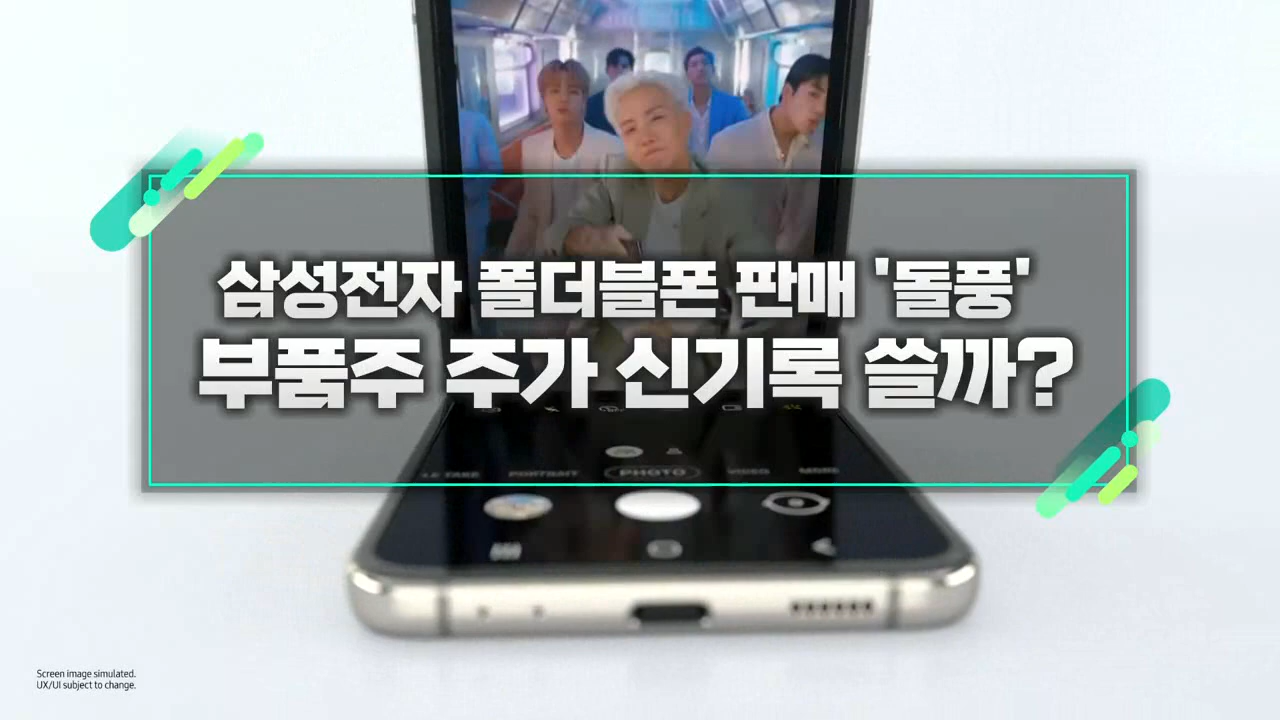 삼성전자 폴더블폰 판매 '돌풍'
부품주 주가 신기록 쓸까?
PORTRAIT
PHOTO
VIDEO
MORE
Screen image simulated.
UX/UI subject to change.